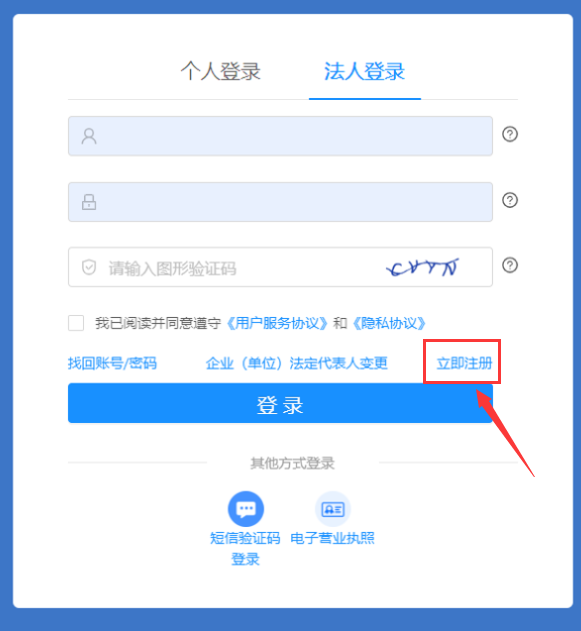 个人登录 法人登录
请输入图形验证码 CVYN
我已阅读并同意遵守《用户服务协议》和《隐私协议》
找回账号/密码 企业（单位）法定代表人变更 立即注册
登录
其他方式登录
短信验证码 电子营业执照
登录